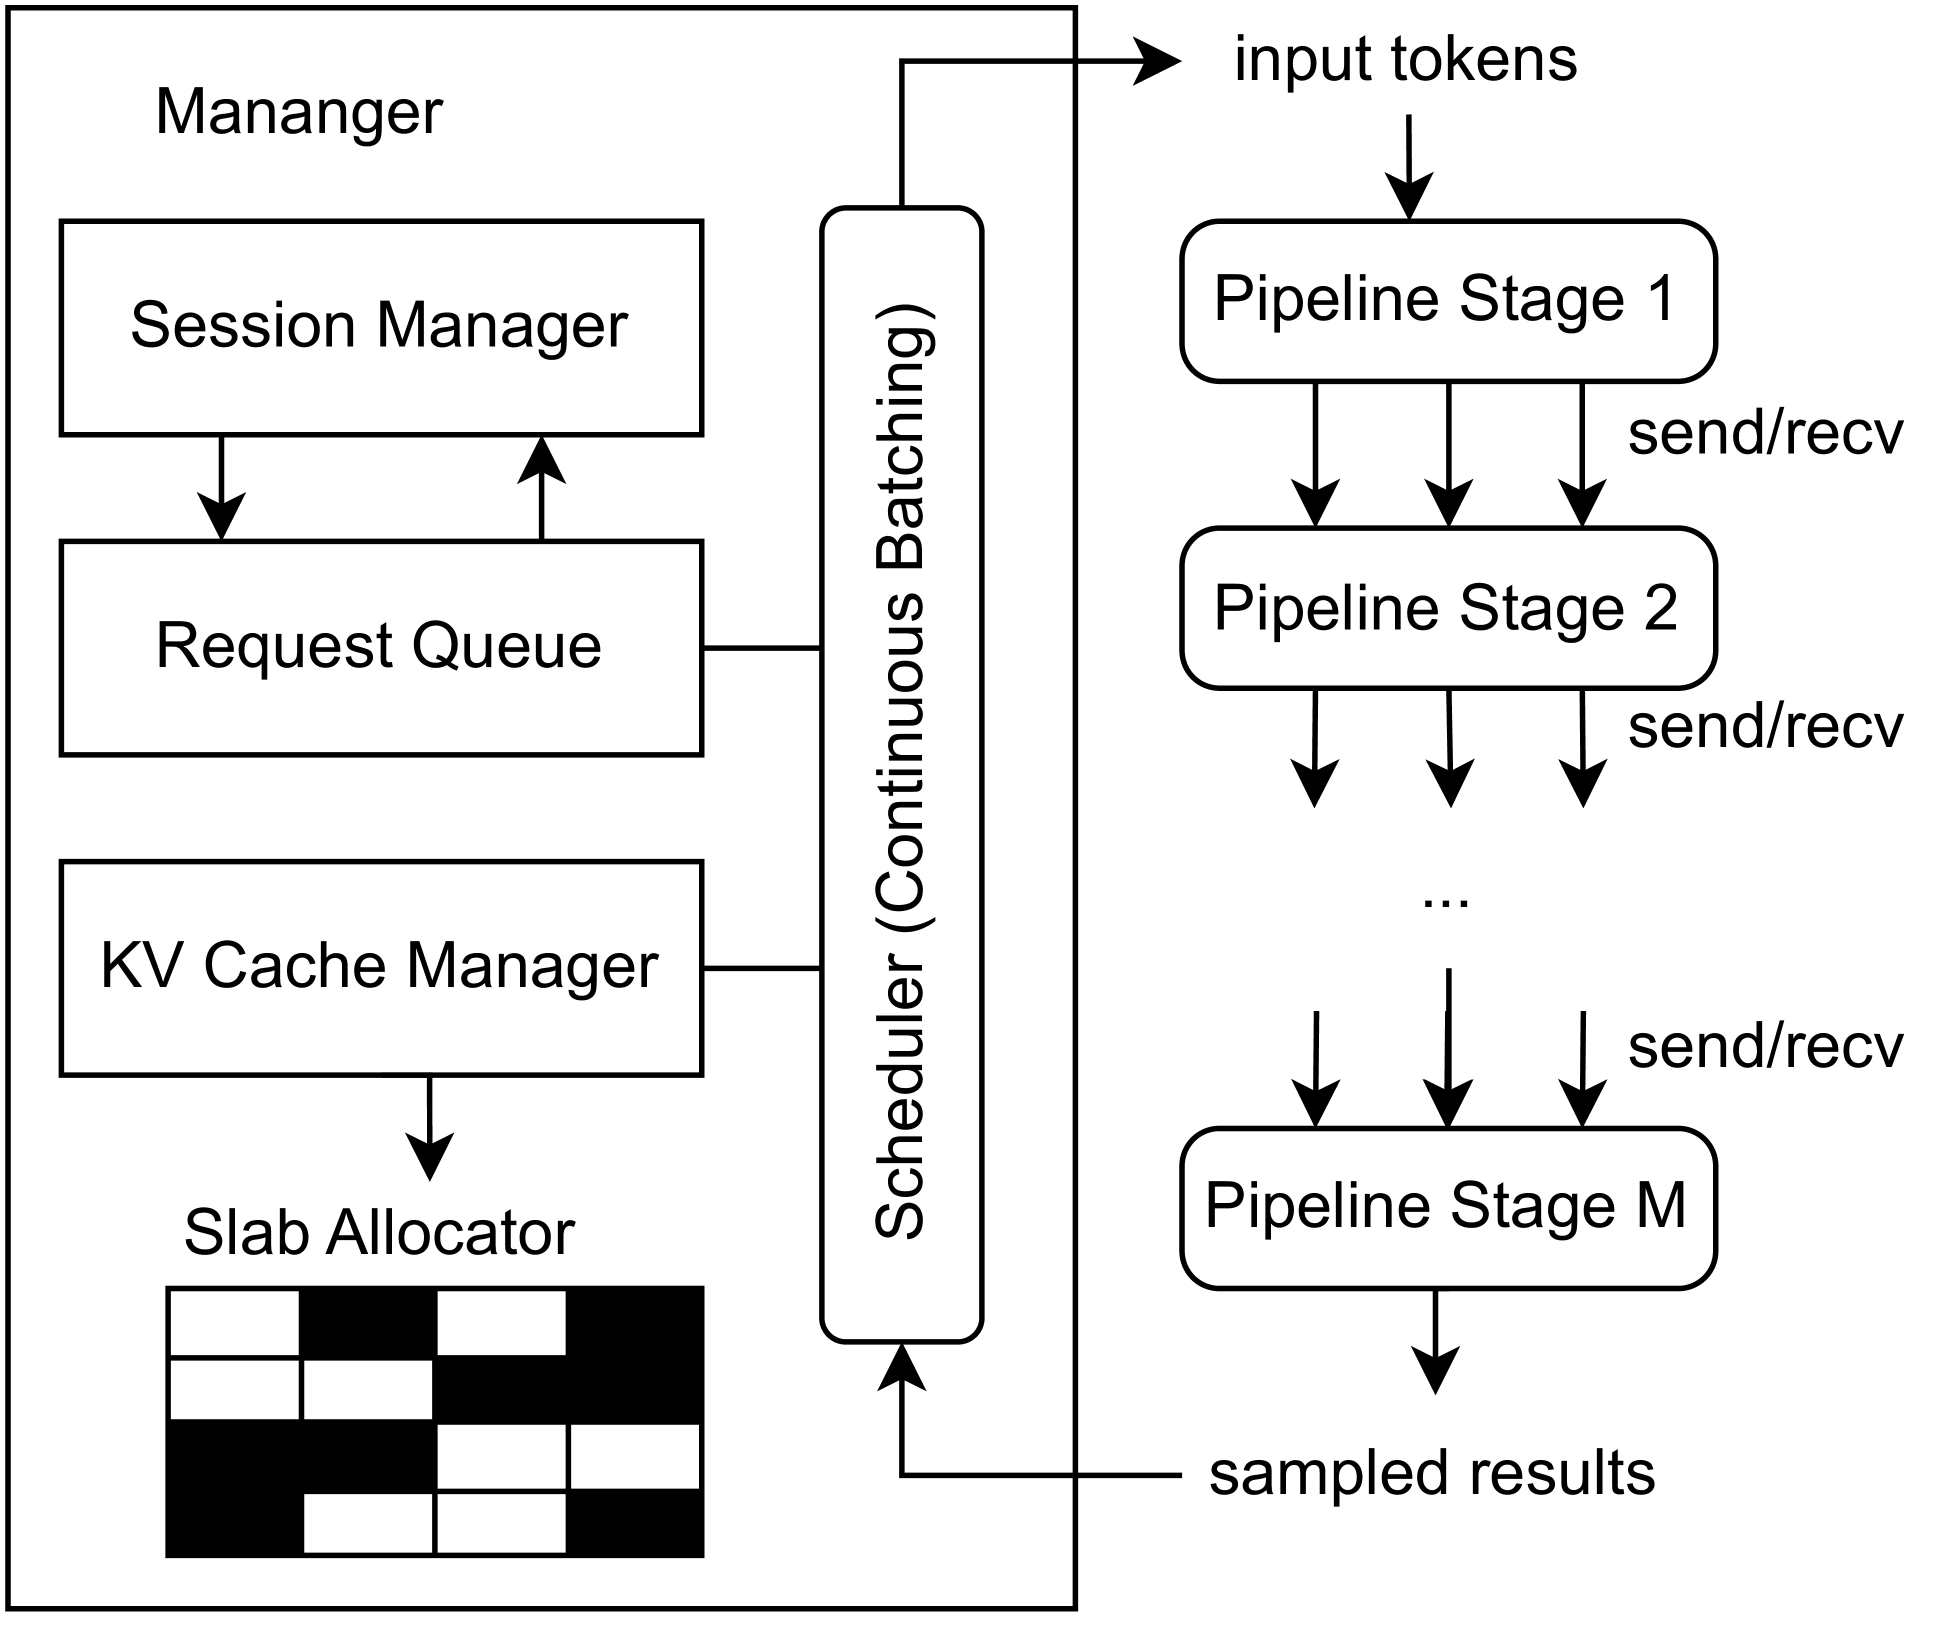 Mananger
Session Manager
Request Queue
KV Cache Manager
Slab Allocator
Scheduler (Continuous Batching)
input tokens
Pipeline Stage 1
send/recv
Pipeline Stage 2
send/recv
...
send/recv
Pipeline Stage M
sampled results